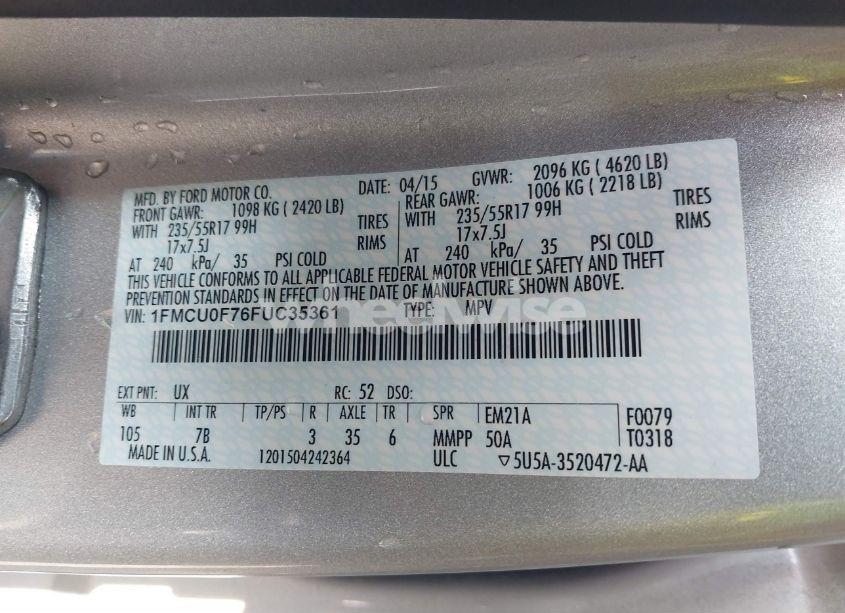 MFD. BY FORD MOTOR CO. DATE: 04/15 GVWR: 2096 KG ( 4620 LB)
FRONT GAWR: 1098 KG ( 2420 LB) REAR GAWR: 1006 KG ( 2218 LB)
WITH 235/55R17 99H TIRES WITH 235/55R17 99H TIRES
17x7.5J RIMS 17x7.5J RIMS
AT 240 kPa/ 35 PSI COLD AT 240 kPa/ 35 PSI COLD
THIS VEHICLE CONFORMS TO ALL APPLICABLE FEDERAL MOTOR VEHICLE SAFETY AND THEFT
PREVENTION STANDARDS IN EFFECT ON THE DATE OF MANUFACTURE SHOWN ABOVE.
VIN: 1FMCU0F76FUC35361 TYPE: MPV
wheelwise
EXT PNT: UX RC: 52 DSO:
WB INT TR TP/PS R AXLE TR SPR EM21A F0079
105 7B 3 35 6 MMPP 50A T0318
MADE IN U.S.A. 1201504242364 ULC ▽5U5A-3520472-AA